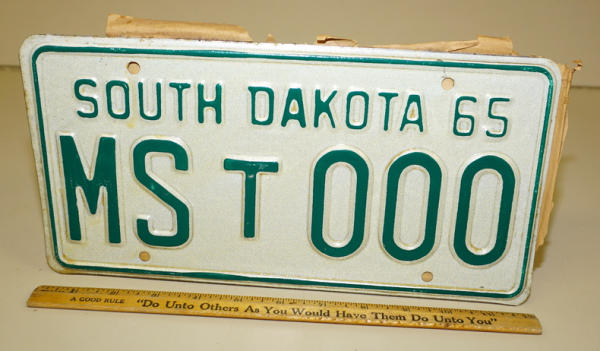 SOUTH DAKOTA 65
MS T 000
A GOOD RULE "Do Unto Others As You Would Have Them Do Unto You"